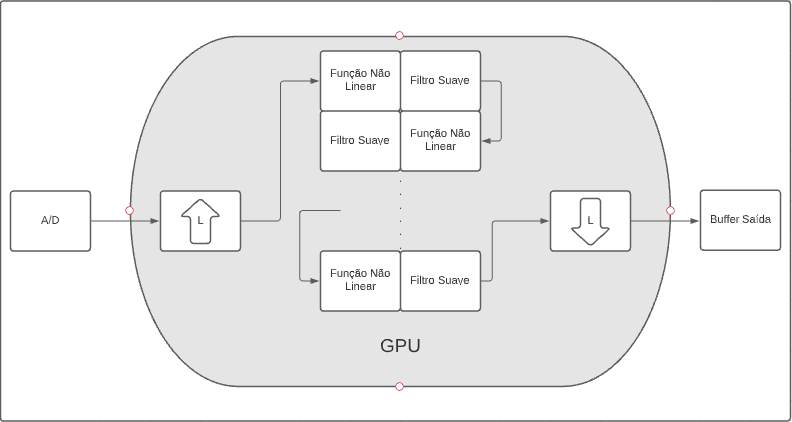 Função Não
Linear
Filtro Suave
Filtro Suave
Função Não
Linear
A/D
L
L
Buffer Saída
Função Não
Linear
Filtro Suave
GPU